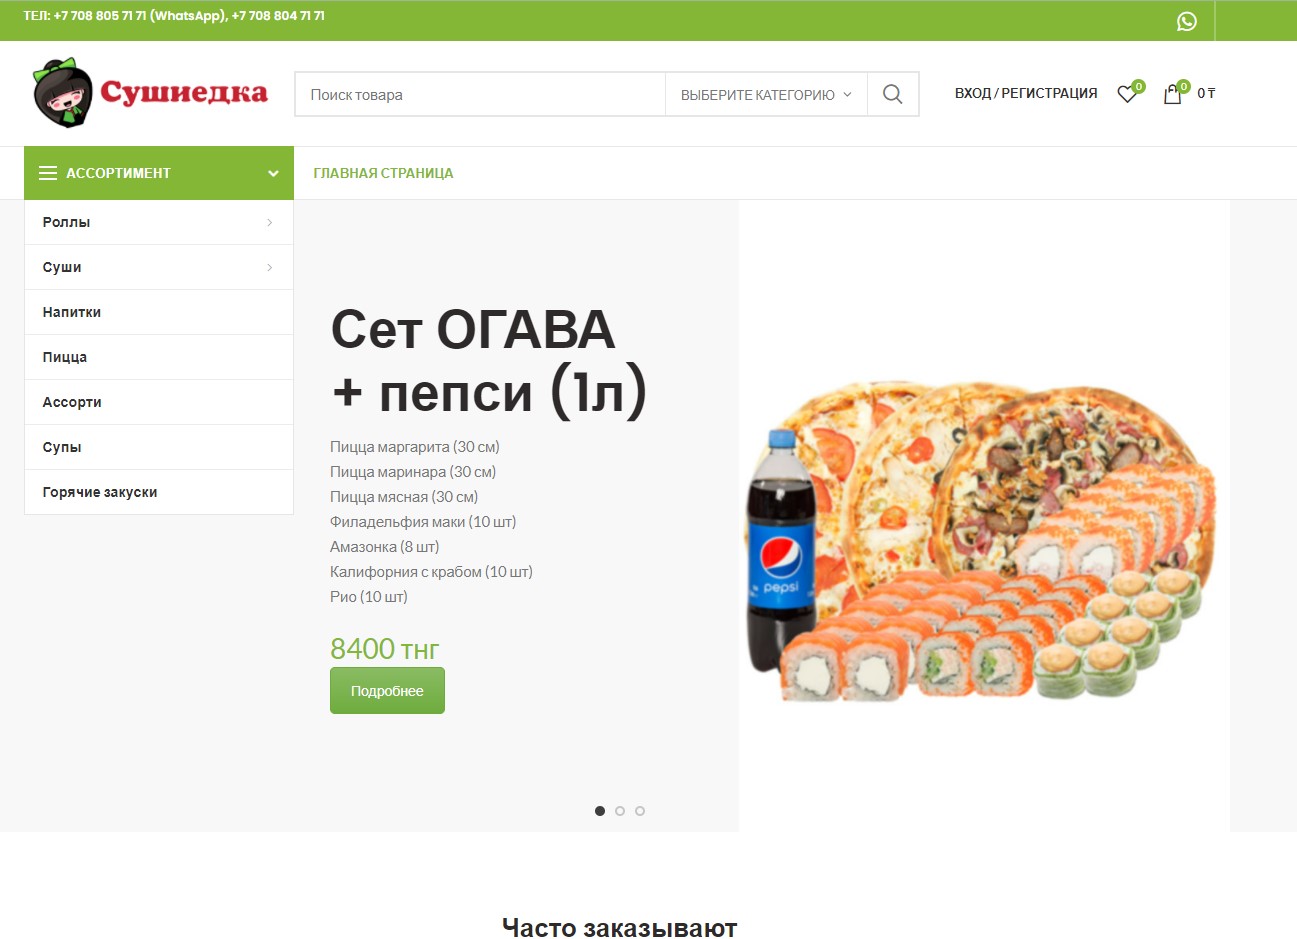 ТЕЛ: +7 708 805 71 71 (WhatsApp), +7 708 804 71 71
Сушиедка
Поиск товара
ВЫБЕРИТЕ КАТЕГОРИЮ
ВХОД / РЕГИСТРАЦИЯ
0
0
0 ₸
АССОРТИМЕНТ
ГЛАВНАЯ СТРАНИЦА
Роллы
Суши
Напитки
Пицца
Ассорти
Супы
Горячие закуски
Сет ОГАВА
+ пепси (1л)
Пицца маргарита (30 см)
Пицца маринара (30 см)
Пицца мясная (30 см)
Филадельфия маки (10 шт)
Амазонка (8 шт)
Калифорния с крабом (10 шт)
Рио (10 шт)
8400 тнг
Подробнее
pepsi
Часто заказывают